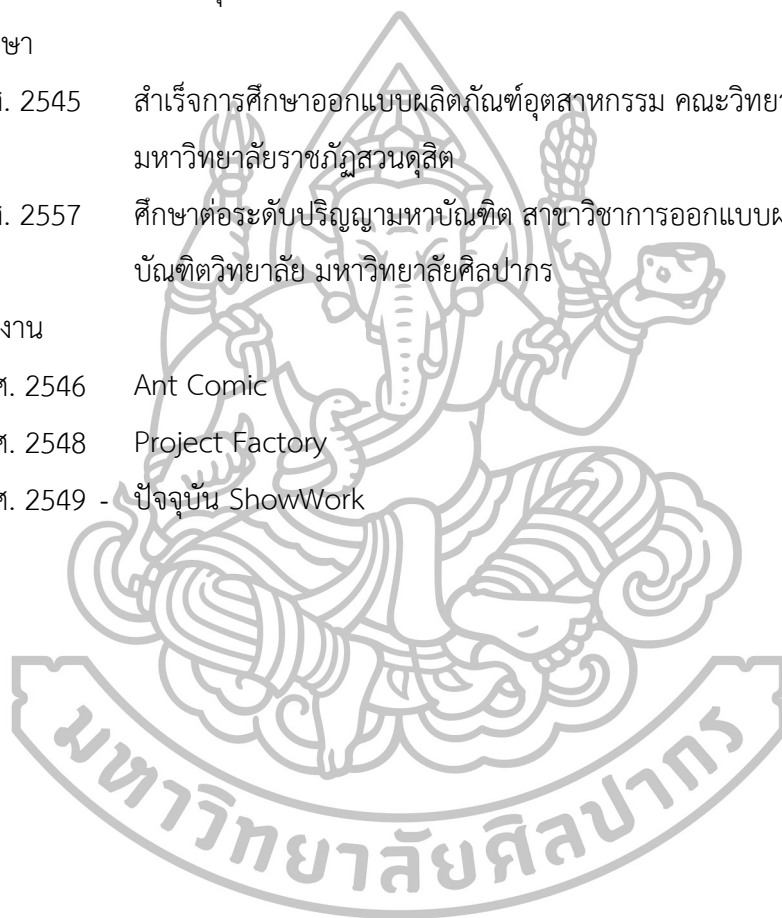 ษา
ศ. 2545 สำเร็จการศึกษาออกแบบผลิตภัณฑ์อุตสาหกรรม คณะวิทยา
มหาวิทยาลัยราชภัฏสวนดุสิต
ศ. 2557 ศึกษาต่อระดับปริญญามหาบัณฑิต สาขาวิชาการออกแบบผ
บัณฑิตวิทยาลัย มหาวิทยาลัยศิลปากร
งาน
ศ. 2546 Ant Comic
ศ. 2548 Project Factory
ศ. 2549 - ปัจจุบัน ShowWork
มหาวิทยาลัยศิลปากร